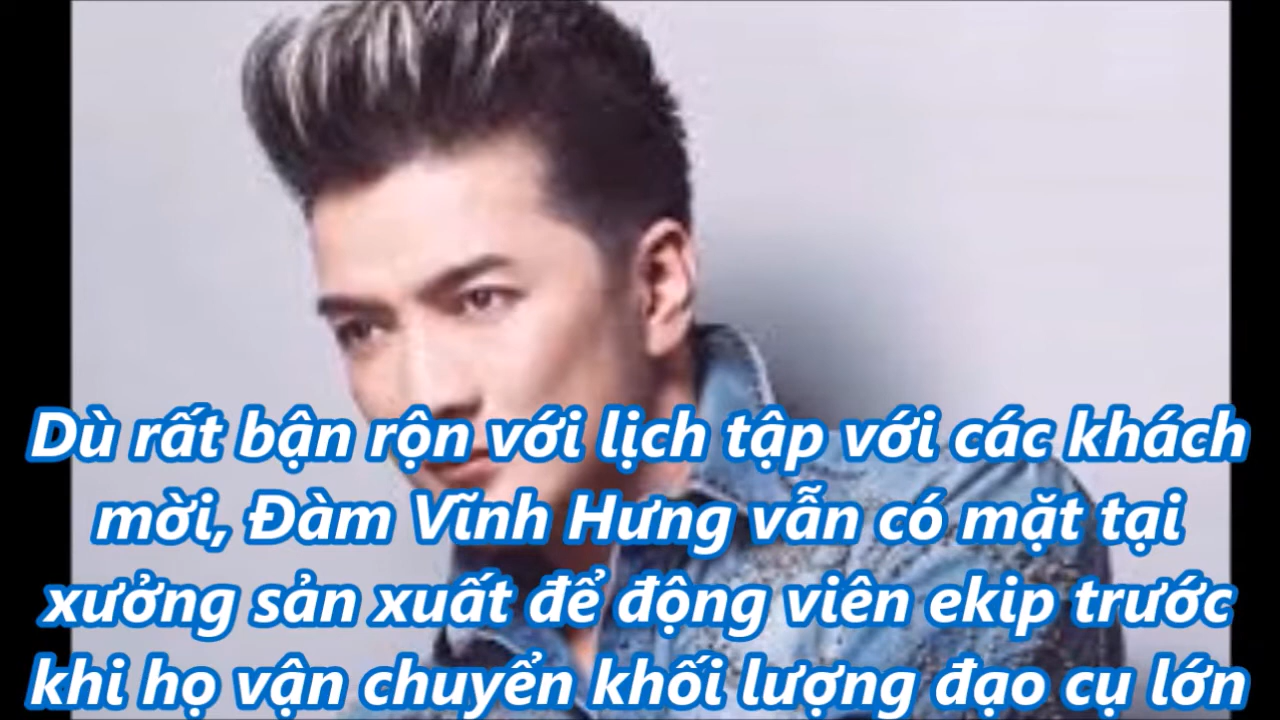 Dù rất bận rộn với lịch tập với các khách
mời, Đàm Vĩnh Hưng vẫn có mặt tại
xưởng sản xuất để động viên ekip trước
khi họ vận chuyển khối lượng đạo cụ lớn